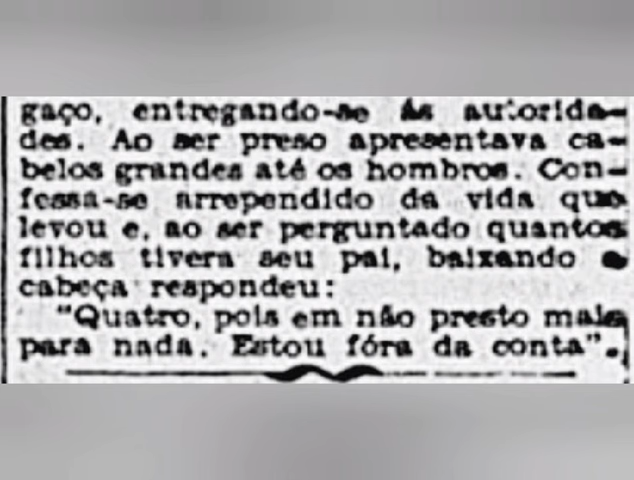 gaço, entregando-se ás autorida-
des. Ao ser preso apresentava ca-
belos grandes até os hombros. Con-
fessa-se arrependido da vida que
levou e, ao ser perguntado quantos
filhos tivera seu pai, baixando a
cabeça respondeu:
"Quatro, pois em não presto mais
para nada. Estou fóra da conta".